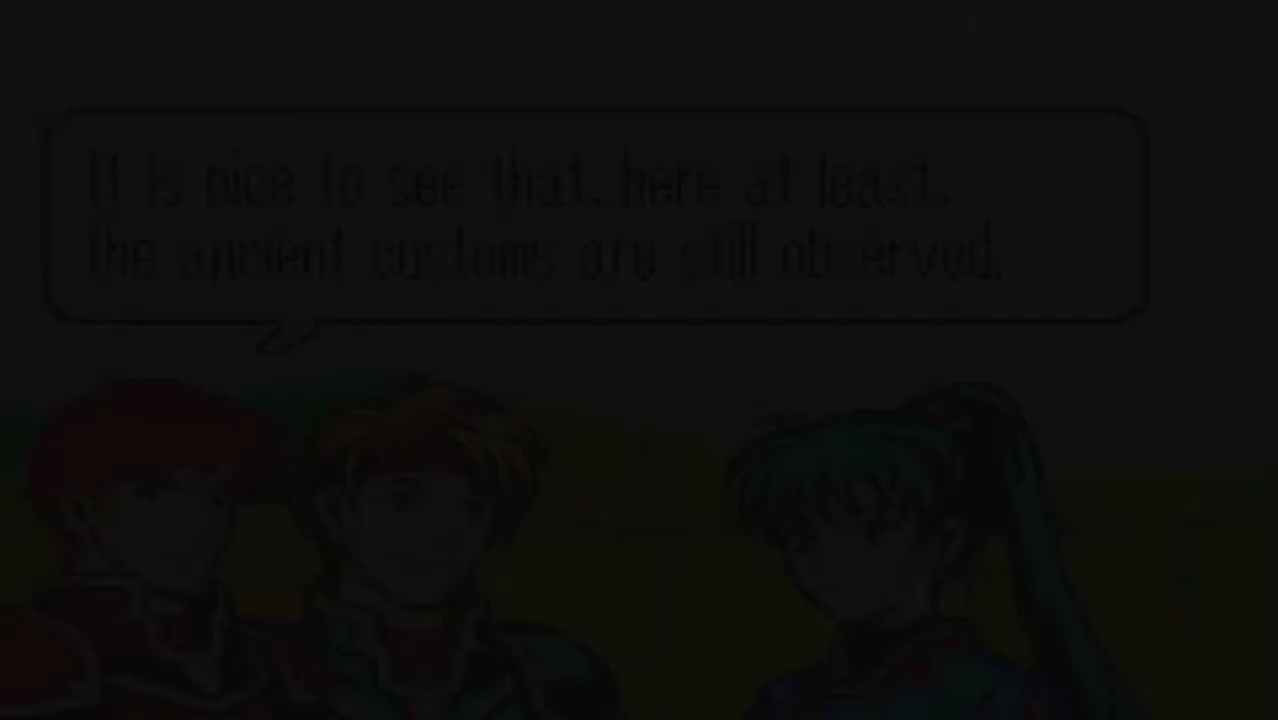 It is nice to see that, here at least,
the ancient customs are still observed.